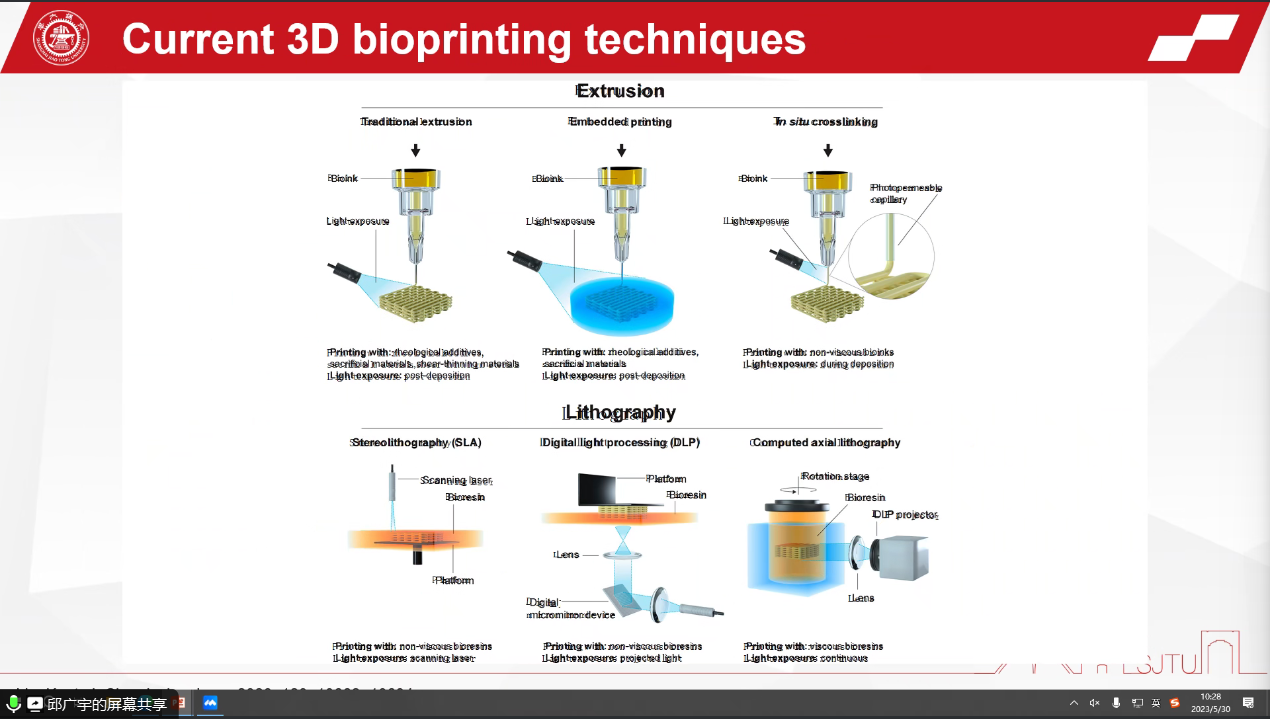 Current 3D bioprinting techniques
Extrusion
Traditional extrusion
Embedded printing
In situ crosslinking
Bioink
Bioink
Bioink
Photopermeable
capillary
Light exposure
Light exposure
Light exposure
Printing with: rheological additives,
sacrificial materials, shear-thinning materials
Light exposure: post-deposition
Printing with: rheological additives,
sacrificial materials
Light exposure: post-deposition
Printing with: non-viscous bioinks
Light exposure: during deposition
Lithography
Stereolithography (SLA)
Digital light processing (DLP)
Computed axial lithography
Scanning laser
Bioresin
Platform
Platform
Bioresin
Lens
Digital
micromirror device
Rotation stage
Bioresin
DLP projector
Lens
Printing with: non-viscous bioresins
Light exposure: scanning laser
Printing with: non-viscous bioresins
Light exposure: projected light
Printing with: viscous bioresins
Light exposure: continuous
SJTU
邱广宇的屏幕共享
英
10:28
2023/5/30